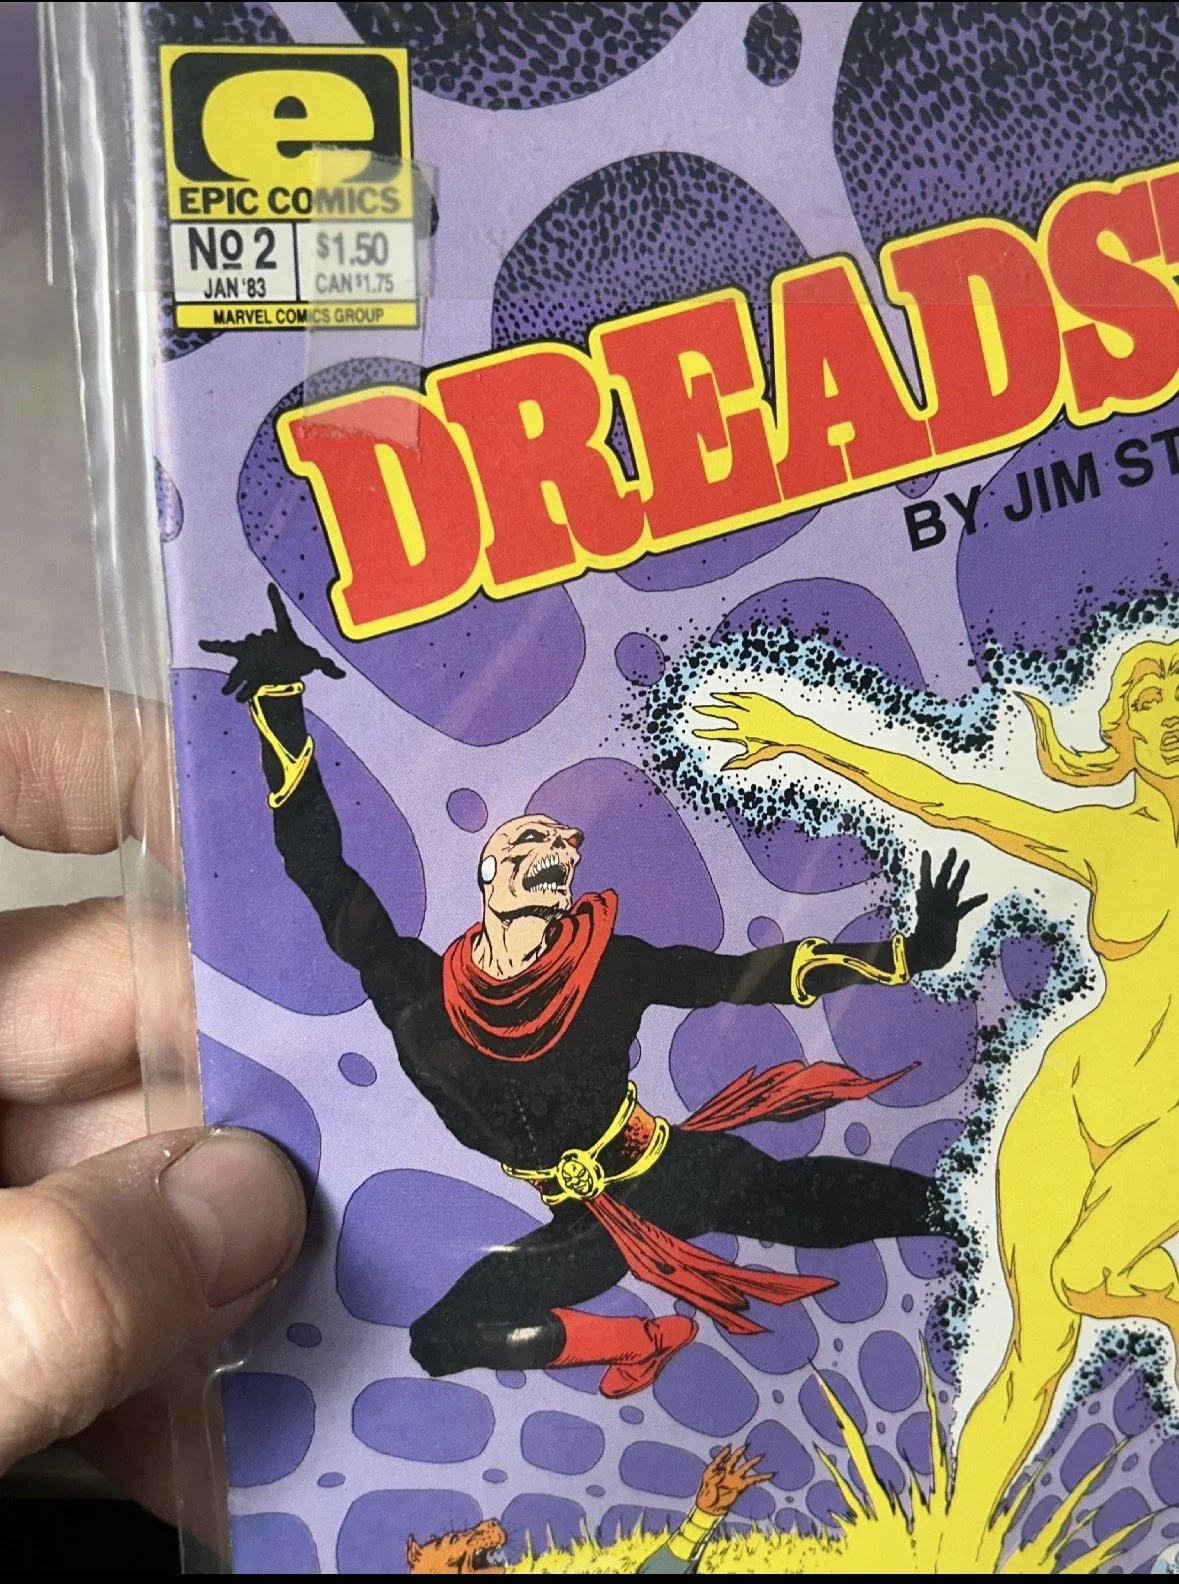 e
EPIC COMICS
No 2
JAN '83
$1.50
CAN $1.75
MARVEL COMICS GROUP
DREADS
BY JIM ST